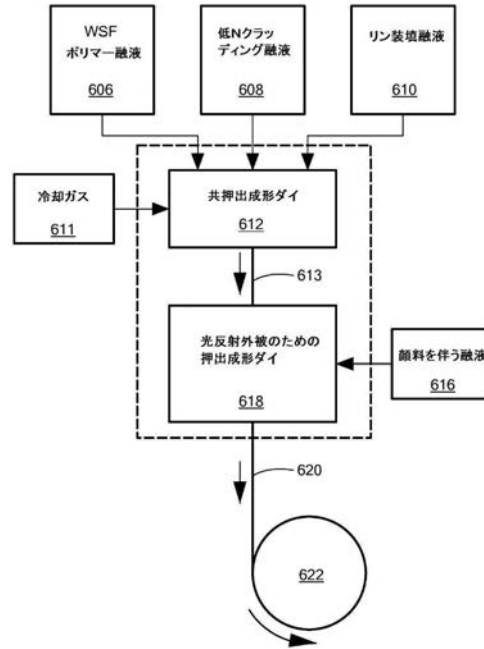 WSF
ポリマー融液
606
低Nクラッ
ディング融液
608
リン装填融液
610
冷却ガス
611
共押出成形ダイ
612
613
光反射外被のための
押出成形ダイ
618
顔料を伴う融液
616
620
622